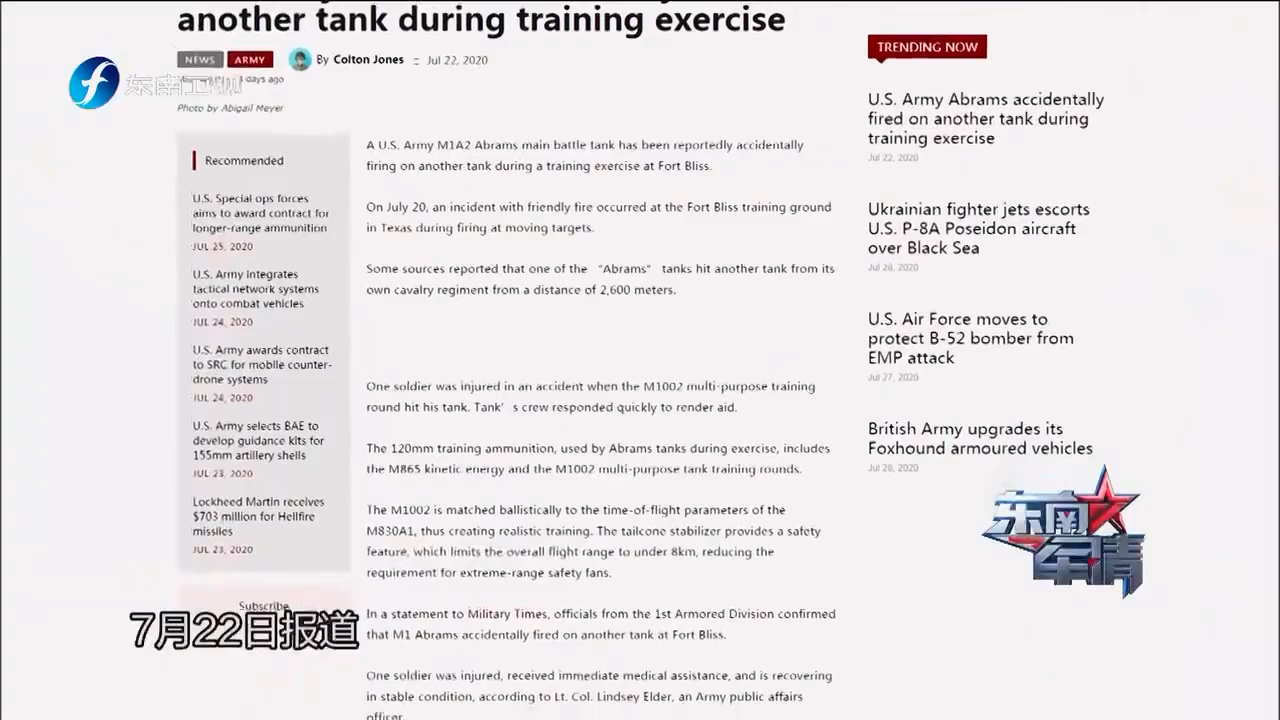 another tank during training exercise
NEWS ARMY By Colton Jones Jul 22, 2020
东南卫视
days ago
Photo by Abigail Meyer
Recommended
U.S. Special ops forces
aims to award contract for
longer-range ammunition
JUL 25, 2020
U.S. Army integrates
tactical network systems
onto combat vehicles
JUL 24, 2020
U.S. Army awards contract
to SRC for mobile counter-
drone systems
JUL 24, 2020
U.S. Army selects BAE to
develop guidance kits for
155mm artillery shells
JUL 23, 2020
Lockheed Martin receives
$703 million for Hellfire
missiles
JUL 23, 2020
Subscribe
7月22日报道
A U.S. Army M1A2 Abrams main battle tank has been reportedly accidentally
firing on another tank during a training exercise at Fort Bliss.
On July 20, an incident with friendly fire occurred at the Fort Bliss training ground
in Texas during firing at moving targets.
Some sources reported that one of the “Abrams” tanks hit another tank from its
own cavalry regiment from a distance of 2,600 meters.
One soldier was injured in an accident when the M1002 multi-purpose training
round hit his tank. Tank’s crew responded quickly to render aid.
The 120mm training ammunition, used by Abrams tanks during exercise, includes
the M865 kinetic energy and the M1002 multi-purpose tank training rounds.
The M1002 is matched ballistically to the time-of-flight parameters of the
M830A1, thus creating realistic training. The tailcone stabilizer provides a safety
feature, which limits the overall flight range to under 8km, reducing the
requirement for extreme-range safety fans.
In a statement to Military Times, officials from the 1st Armored Division confirmed
that M1 Abrams accidentally fired on another tank at Fort Bliss.
One soldier was injured, received immediate medical assistance, and is recovering
in stable condition, according to Lt. Col. Lindsey Elder, an Army public affairs
officer.
TRENDING NOW
U.S. Army Abrams accidentally
fired on another tank during
training exercise
Jul 22, 2020
Ukrainian fighter jets escorts
U.S. P-8A Poseidon aircraft
over Black Sea
Jul 28, 2020
U.S. Air Force moves to
protect B-52 bomber from
EMP attack
Jul 27, 2020
British Army upgrades its
Foxhound armoured vehicles
Jul 28, 2020
东南
军情